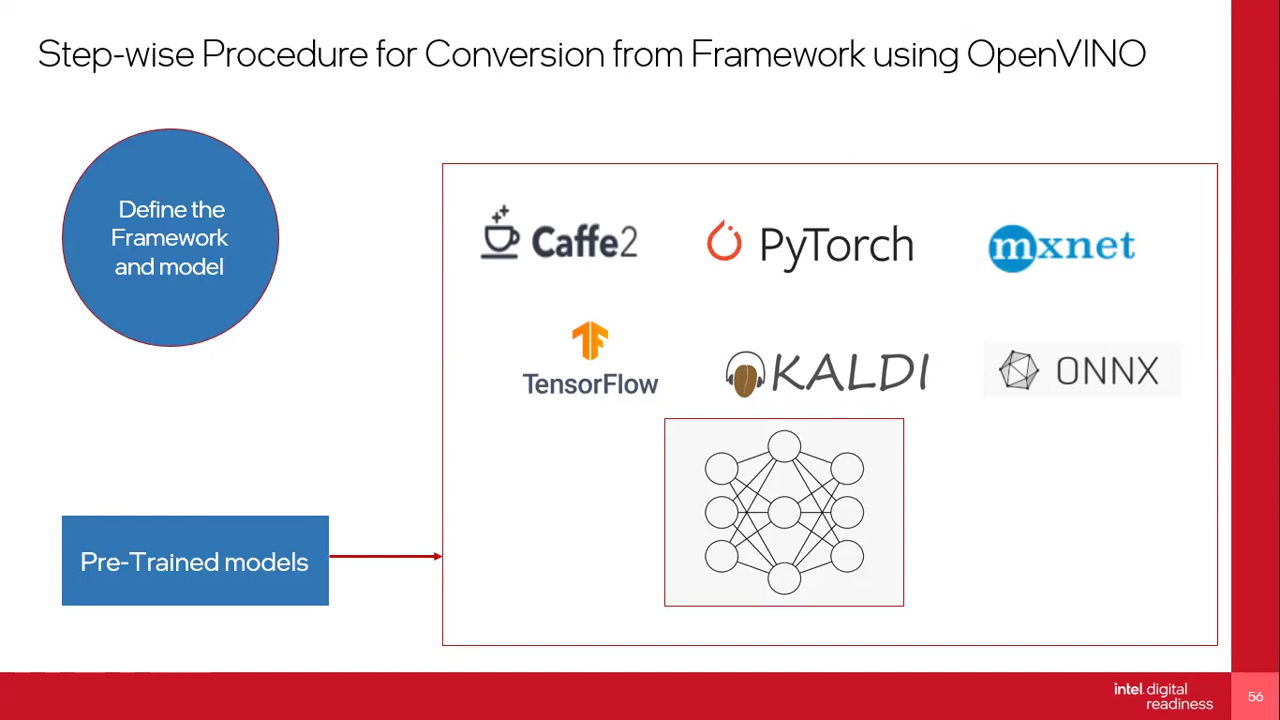 Step-wise Procedure for Conversion from Framework using OpenVINO
Define the
Framework
and model
Caffe2
PyTorch
mxnet
TensorFlow
KALDI
ONNX
Pre-Trained models
intel. digital
readiness
56